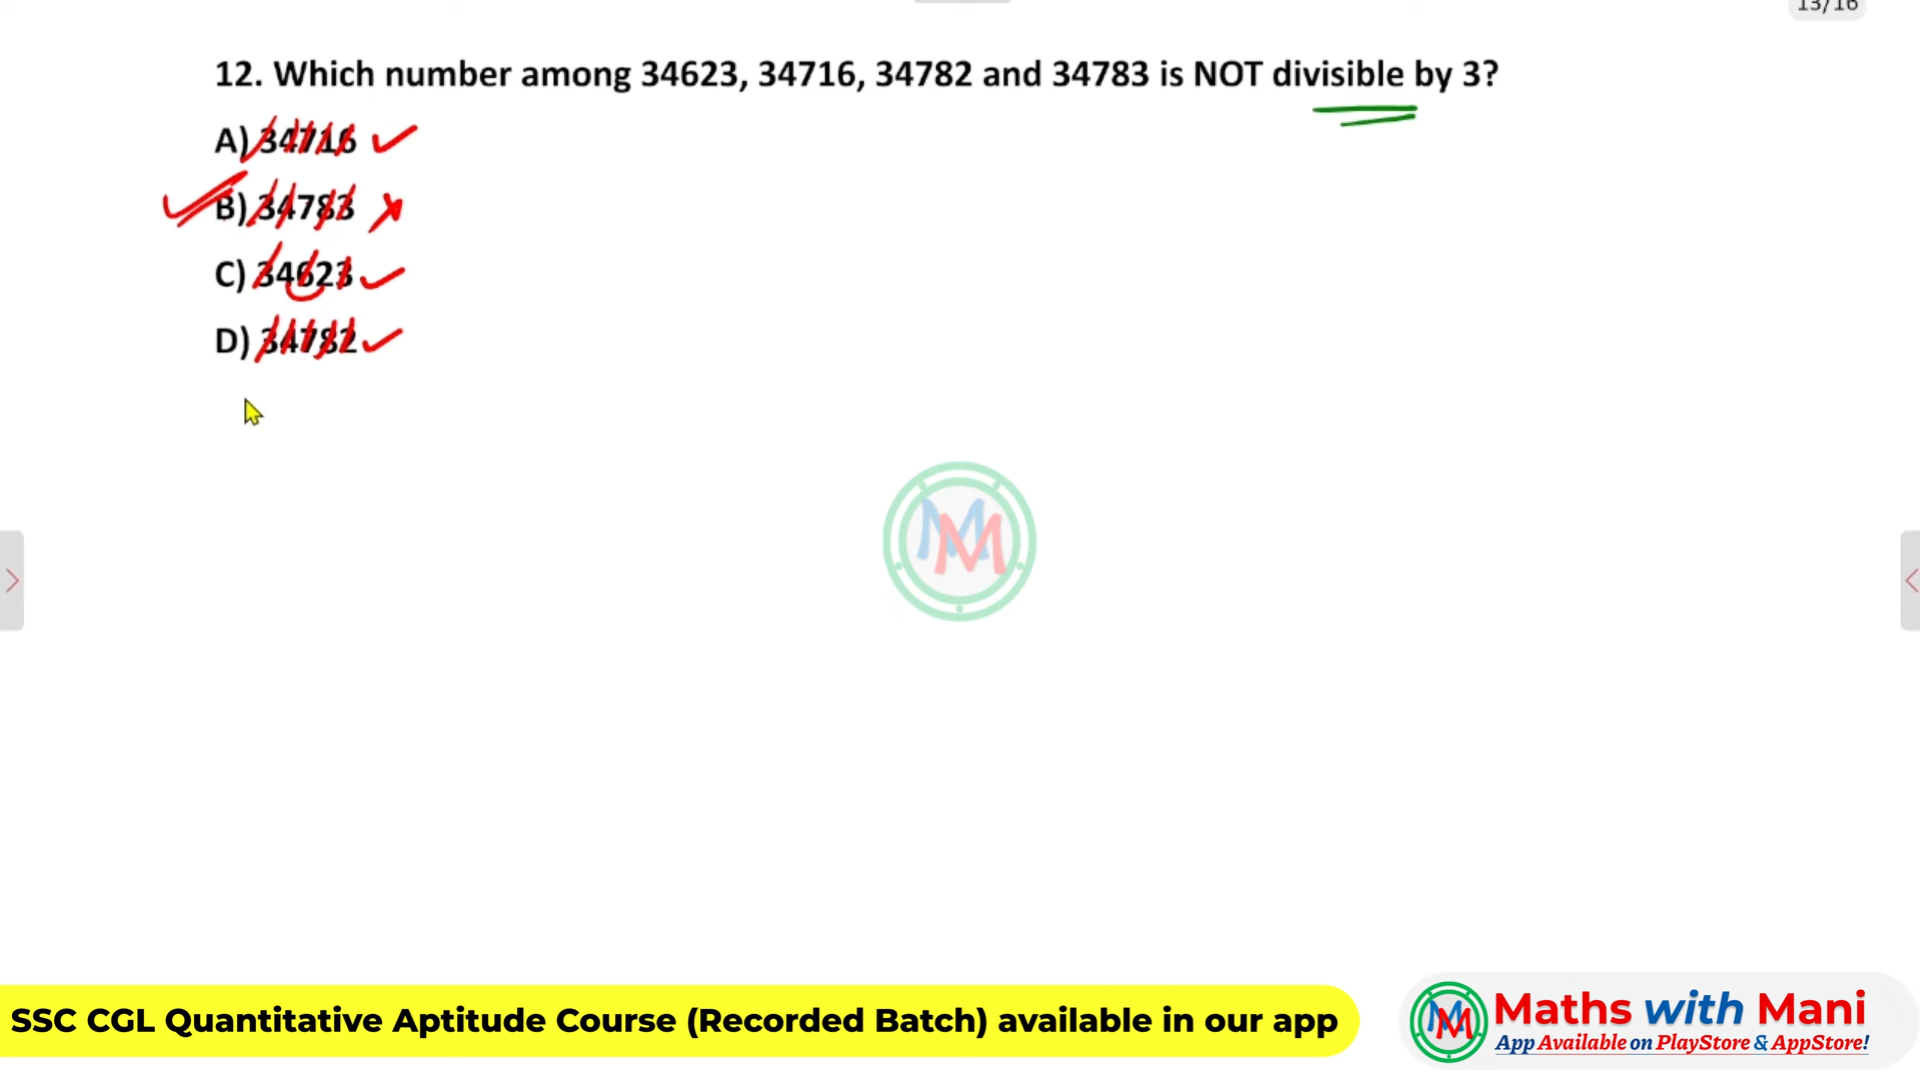 13/16
12. Which number among 34623, 34716, 34782 and 34783 is NOT divisible by 3?
A) 34716
B) 34783
C) 34623
D) 34782
MM
SSC CGL Quantitative Aptitude Course (Recorded Batch) available in our app
MM
Maths with Mani
App Available on PlayStore & AppStore!